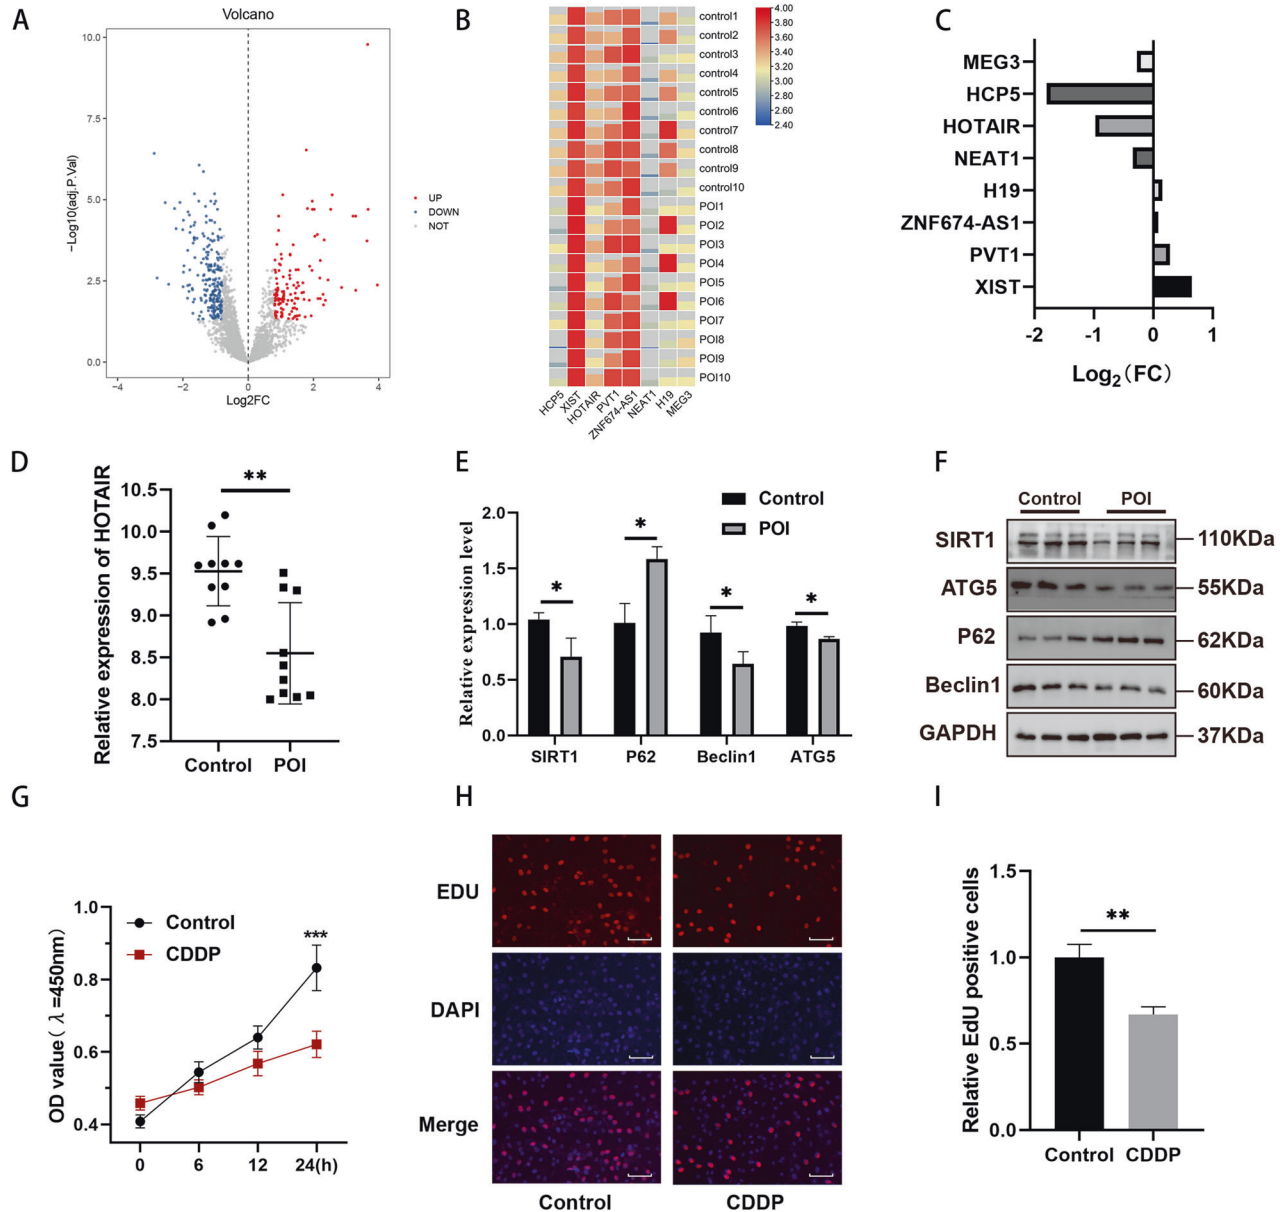 A
Volcano
10.0
7.5
5.0
2.5
0.0
−Log10(adj.P.Val)
−4
−2
0
2
4
Log2FC
UP
DOWN
NOT
B
control1
control2
control3
control4
control5
control6
control7
control8
control9
control10
POI1
POI2
POI3
POI4
POI5
POI6
POI7
POI8
POI9
POI10
HCP5
XIST
HOTAIR
PVT1
ZNF674-AS1
NEAT1
H19
MEG3
4.00
3.80
3.60
3.40
3.20
3.00
2.80
2.60
2.40
C
MEG3
HCP5
HOTAIR
NEAT1
H19
ZNF674-AS1
PVT1
XIST
-2
-1
0
1
Log2(FC)
D
Relative expression of HOTAIR
10.5
10.0
9.5
9.0
8.5
8.0
7.5
**
Control
POI
E
Relative expression level
2.0
1.5
1.0
0.5
0.0
Control
POI
*
*
*
*
SIRT1
P62
Beclin1
ATG5
F
Control
POI
SIRT1
110KDa
ATG5
55KDa
P62
62KDa
Beclin1
60KDa
GAPDH
37KDa
G
OD value（λ=450nm）
1.0
0.8
0.6
0.4
Control
CDDP
***
0
6
12
24(h)
H
EDU
DAPI
Merge
Control
CDDP
I
Relative EdU positive cells
1.5
1.0
0.5
0.0
**
Control
CDDP